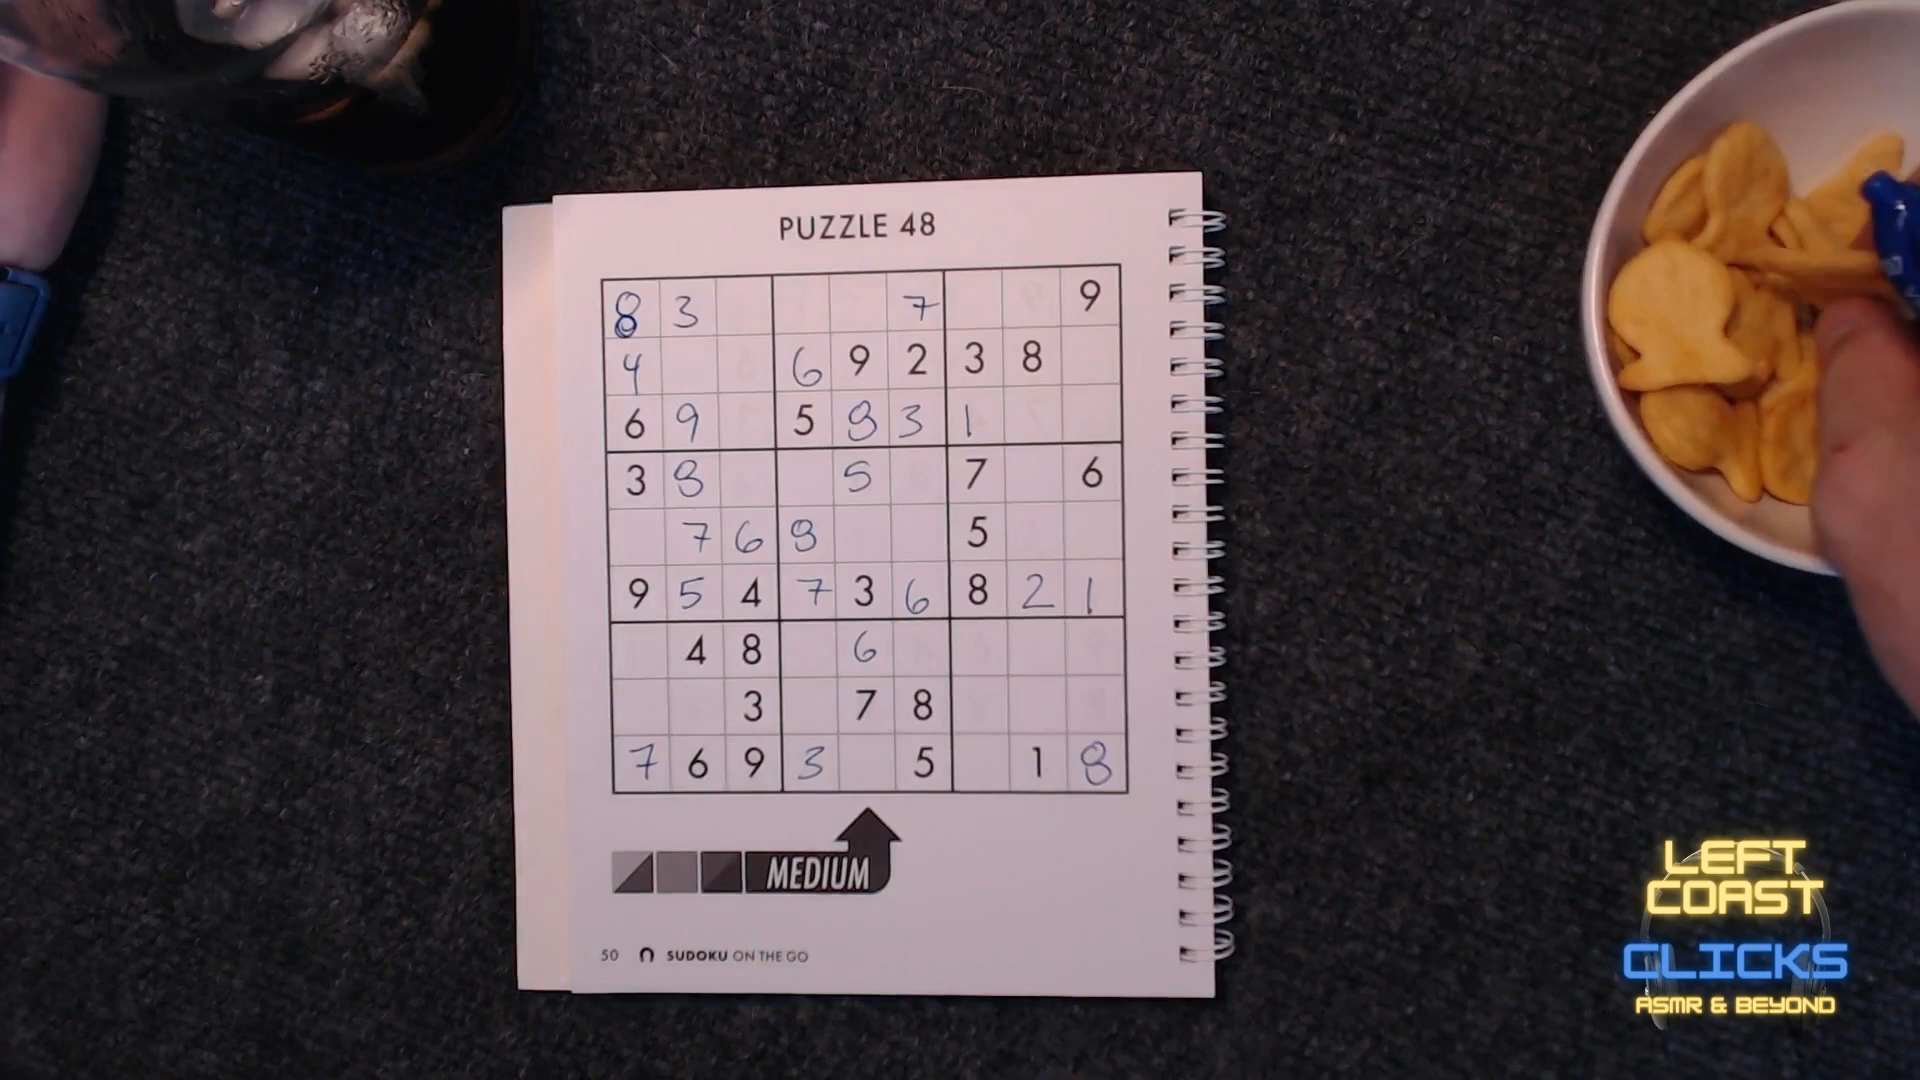 PUZZLE 48
8 3 7 9
4 6 9 2 3 8
6 9 5 8 3 1
3 8 5 7 6
7 6 8 5
9 5 4 7 3 6 8 2 1
4 8 6
3 7 8
7 6 9 3 5 1 8
MEDIUM
50 SUDOKU ON THE GO
LEFT
COAST
CLICKS
ASMR & BEYOND